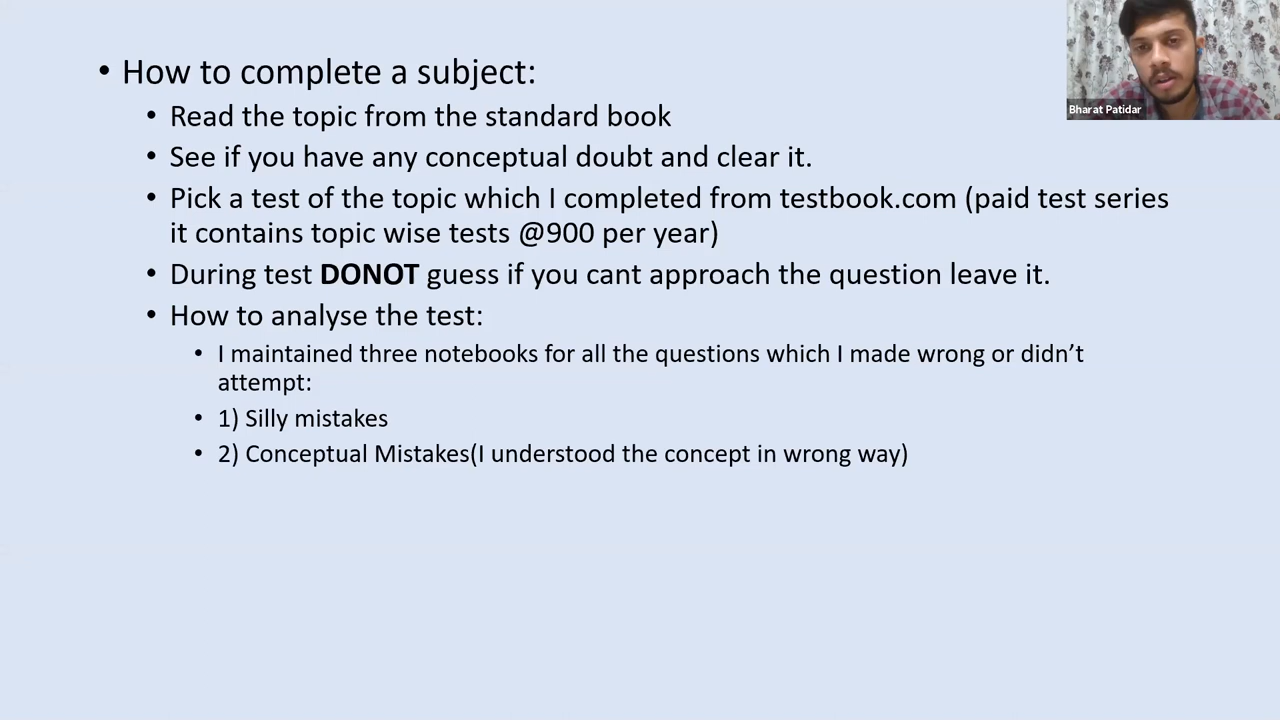 • How to complete a subject:
• Read the topic from the standard book
• See if you have any conceptual doubt and clear it.
• Pick a test of the topic which I completed from testbook.com (paid test series
it contains topic wise tests @900 per year)
• During test DONOT guess if you cant approach the question leave it.
• How to analyse the test:
• I maintained three notebooks for all the questions which I made wrong or didn’t
attempt:
• 1) Silly mistakes
• 2) Conceptual Mistakes(I understood the concept in wrong way)
Bharat Patidar